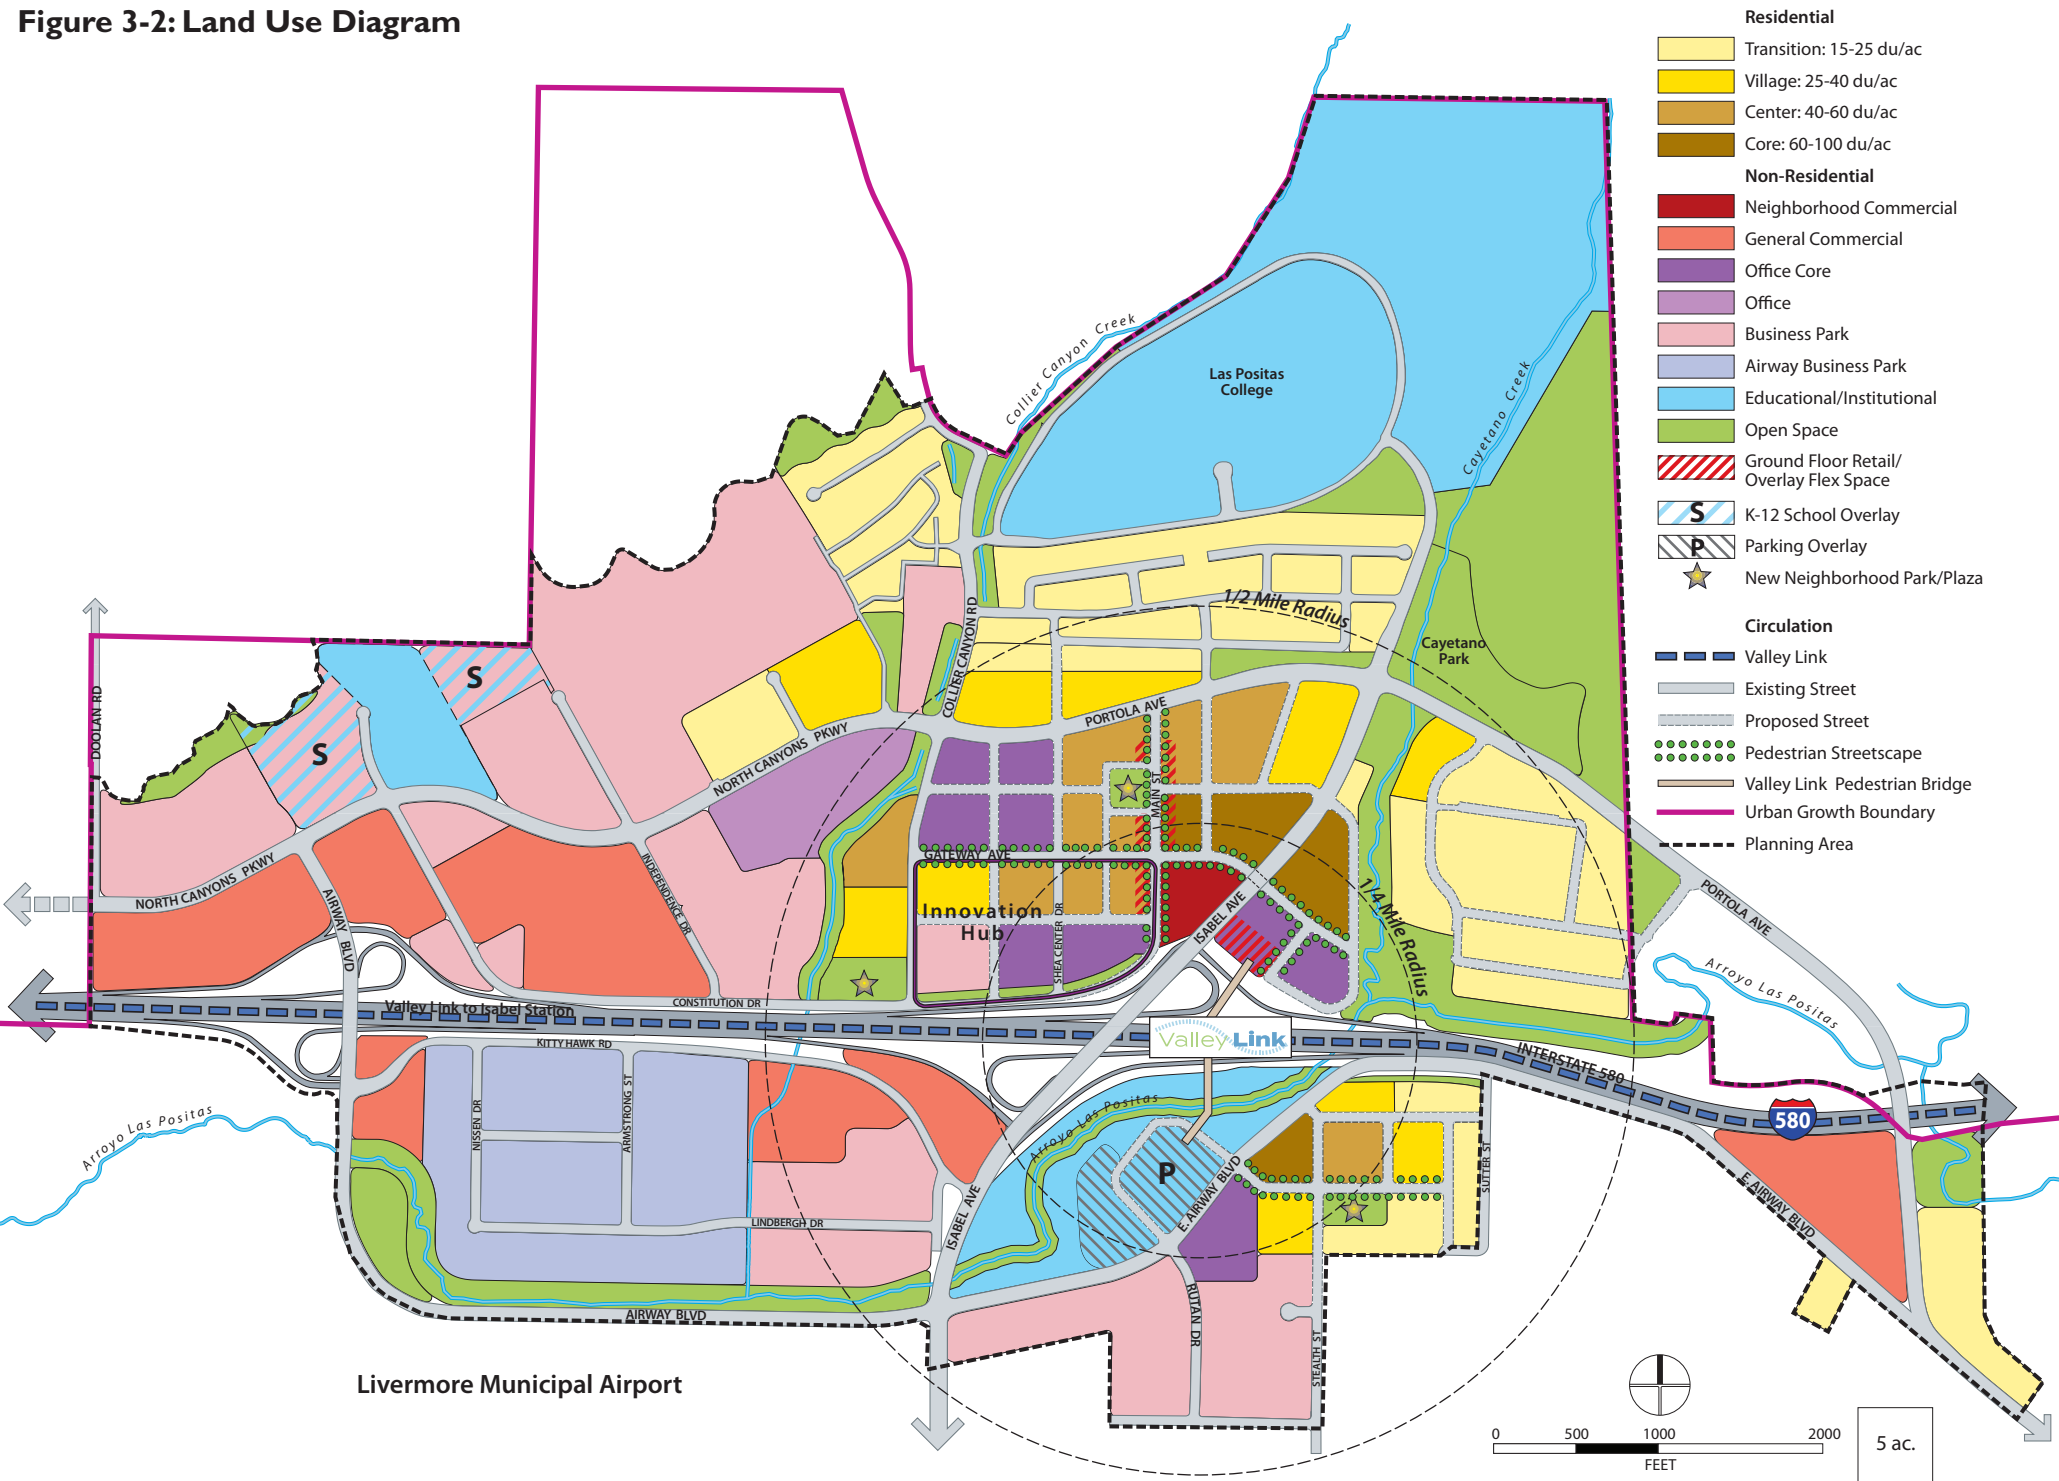 Figure 3-2: Land Use Diagram
Residential
Transition: 15-25 du/ac
Village: 25-40 du/ac
Center: 40-60 du/ac
Core: 60-100 du/ac
Non-Residential
Neighborhood Commercial
General Commercial
Office Core
Office
Business Park
Airway Business Park
Educational/Institutional
Open Space
Ground Floor Retail/
Overlay Flex Space
S
K-12 School Overlay
P
Parking Overlay
New Neighborhood Park/Plaza
Circulation
Valley Link
Existing Street
Proposed Street
Pedestrian Streetscape
Valley Link Pedestrian Bridge
Urban Growth Boundary
Planning Area
Collier Canyon Creek
Las Positas
College
Cayetano Creek
1/2 Mile Radius
Cayetano
Park
COLLIER CANYON RD
DOOLAN RD
S
S
PORTOLA AVE
NORTH CANYONS PKWY
MAIN ST
GATEWAY AVE
NORTH CANYONS PKWY
AIRWAY BLVD
INDEPENDENCE DR
Innovation
Hub
SHEA CENTER DR
ISABEL AVE
1/4 Mile Radius
PORTOLA AVE
Arroyo Las Positas
CONSTITUTION DR
Valley Link to Isabel Station
ValleyLink
KITTYHAWK RD
INTERSTATE 580
580
NISSEN DR
ARMSTRONG ST
Arroyo Las Positas
Arroyo Las Positas
P
E. AIRWAY BLVD
SUTTER ST
E. AIRWAY BLVD
LINDBERGH DR
ISABEL AVE
RUTAN DR
STEALTH ST
AIRWAY BLVD
Livermore Municipal Airport
0 500 1000 2000
FEET
5 ac.